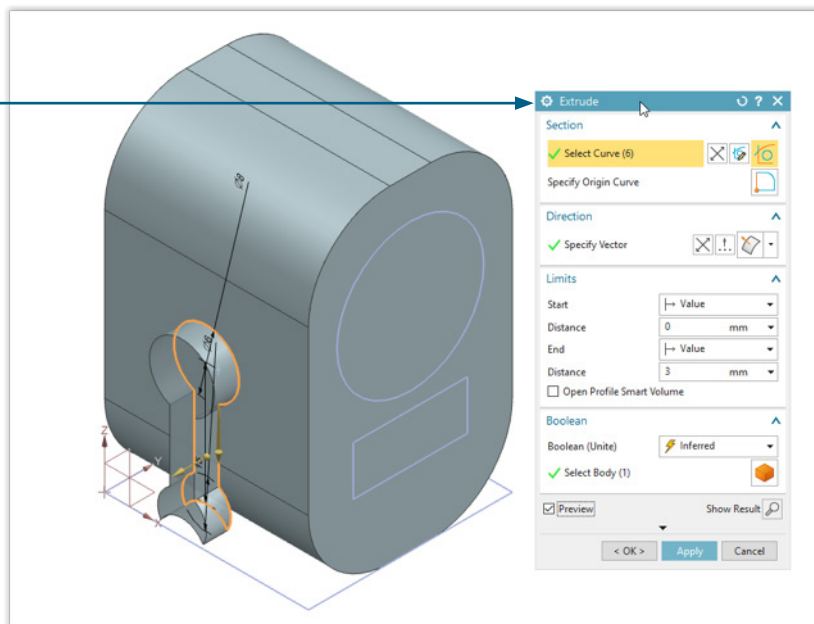 Extrude
Section
Select Curve (6)
Specify Origin Curve
Direction
Specify Vector
Limits
Start
Value
Distance
0 mm
End
Value
Distance
3 mm
Open Profile Smart Volume
Boolean
Boolean (Unite)
Inferred
Select Body (1)
Preview
Show Result
< OK >
Apply
Cancel
Z
Y
X